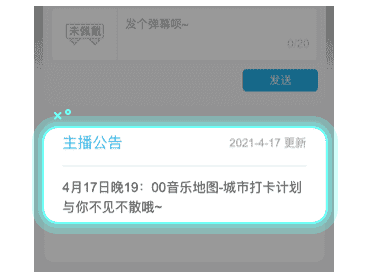 未佩戴
发个弹幕呗~
0/20
发送
主播公告
2021-4-17 更新
4月17日晚19：00音乐地图-城市打卡计划
与你不见不散哦~